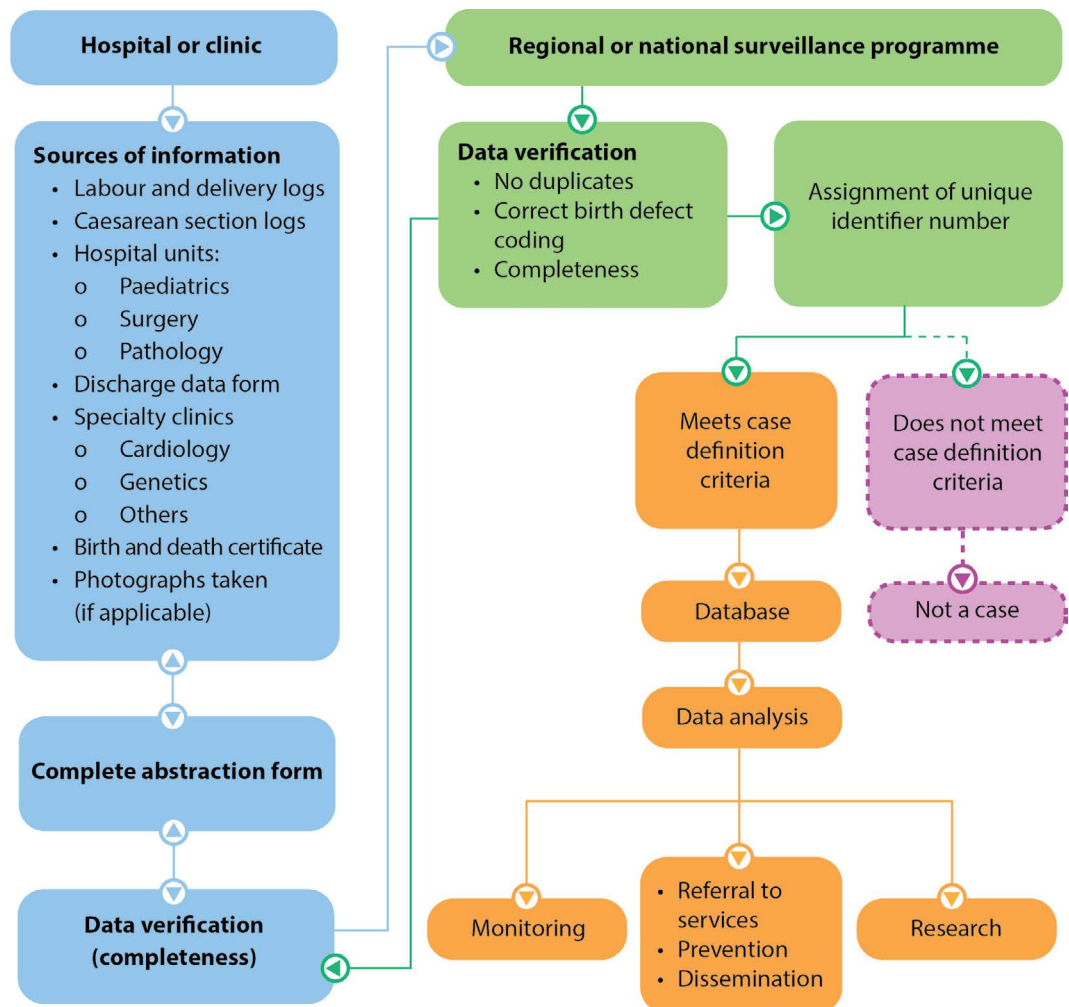 Hospital or clinic
Sources of information
• Labour and delivery logs
• Caesarean section logs
• Hospital units:
o Paediatrics
o Surgery
o Pathology
• Discharge data form
• Specialty clinics
o Cardiology
o Genetics
o Others
• Birth and death certificate
• Photographs taken
(if applicable)
Complete abstraction form
Data verification
(completeness)
Regional or national surveillance programme
Data verification
• No duplicates
• Correct birth defect
coding
• Completeness
Assignment of unique
identifier number
Meets case
definition
criteria
Does not meet
case definition
criteria
Database
Not a case
Data analysis
Monitoring
• Referral to
services
• Prevention
• Dissemination
Research